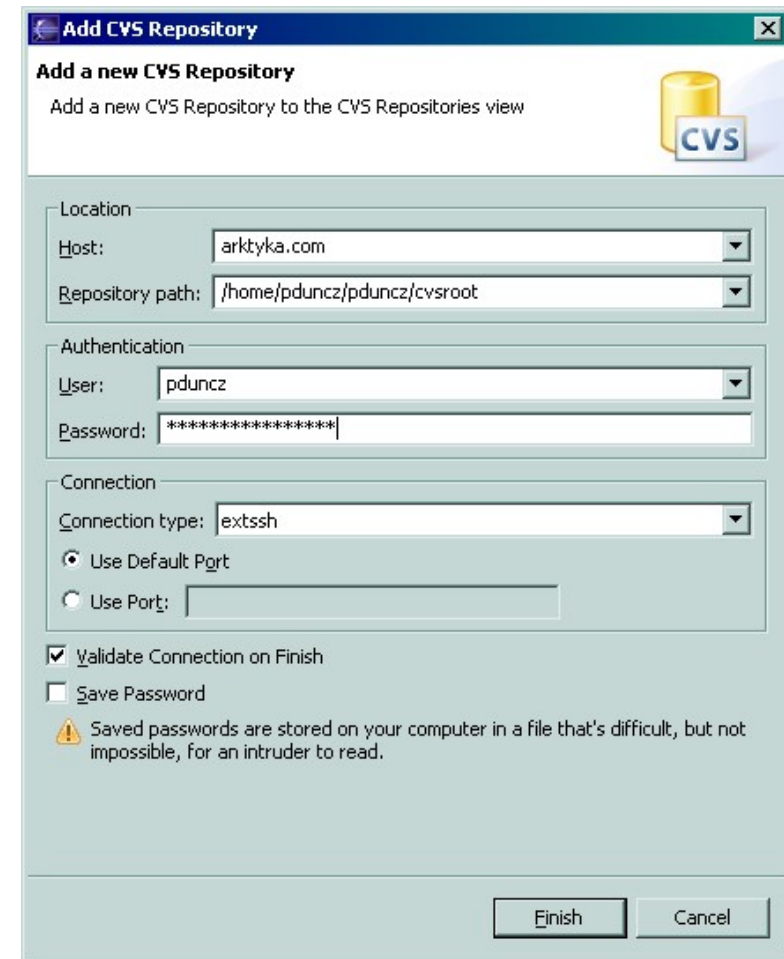 Add CVS Repository
Add a new CVS Repository
Add a new CVS Repository to the CVS Repositories view
CVS
Location
Host: arktyka.com
Repository path: /home/pduncz/pduncz/cvsroot
Authentication
User: pduncz
Password: ****************
Connection
Connection type: extssh
Use Default Port
Use Port:
Validate Connection on Finish
Save Password
Saved passwords are stored on your computer in a file that's difficult, but not
impossible, for an intruder to read.
Finish Cancel